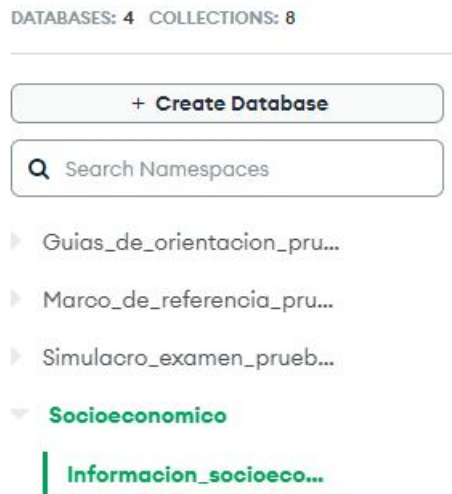 DATABASES: 4 COLLECTIONS: 8
+ Create Database
Search Namespaces
Guias_de_orientacion_pru...
Marco_de_referencia_pru...
Simulacro_examen_prueb...
Socioeconomico
Informacion_socioeco...